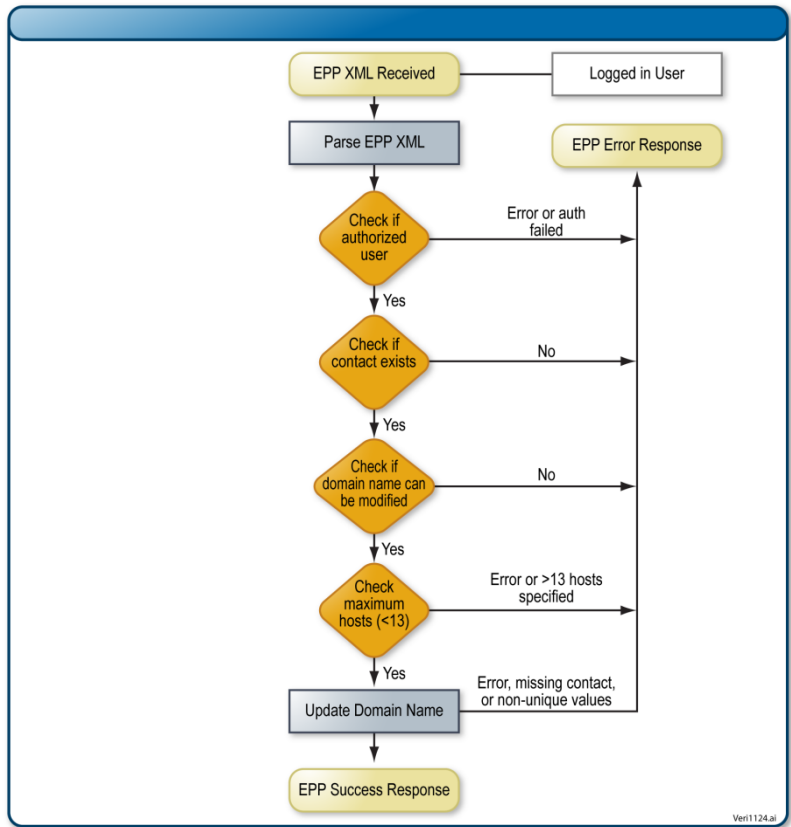 EPP XML Received
Logged in User
Parse EPP XML
EPP Error Response
Check if
authorized
user
Error or auth
failed
Yes
Check if
contact exists
No
Yes
Check if
domain name can
be modified
No
Yes
Check
maximum
hosts (<13)
Error or >13 hosts
specified
Yes
Update Domain Name
Error, missing contact,
or non-unique values
EPP Success Response
Veri1124.ai